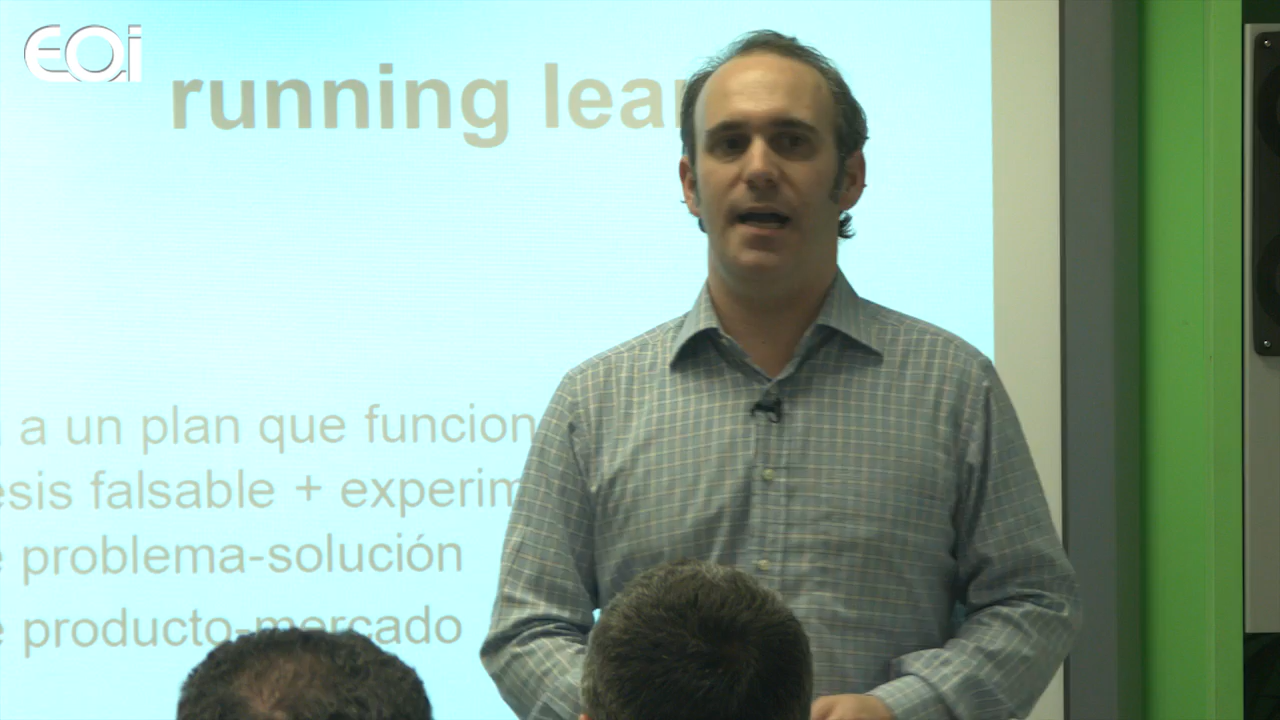 EOi
running lea
a un plan que funcion
esis falsable + experim
problema-solución
producto-mercado